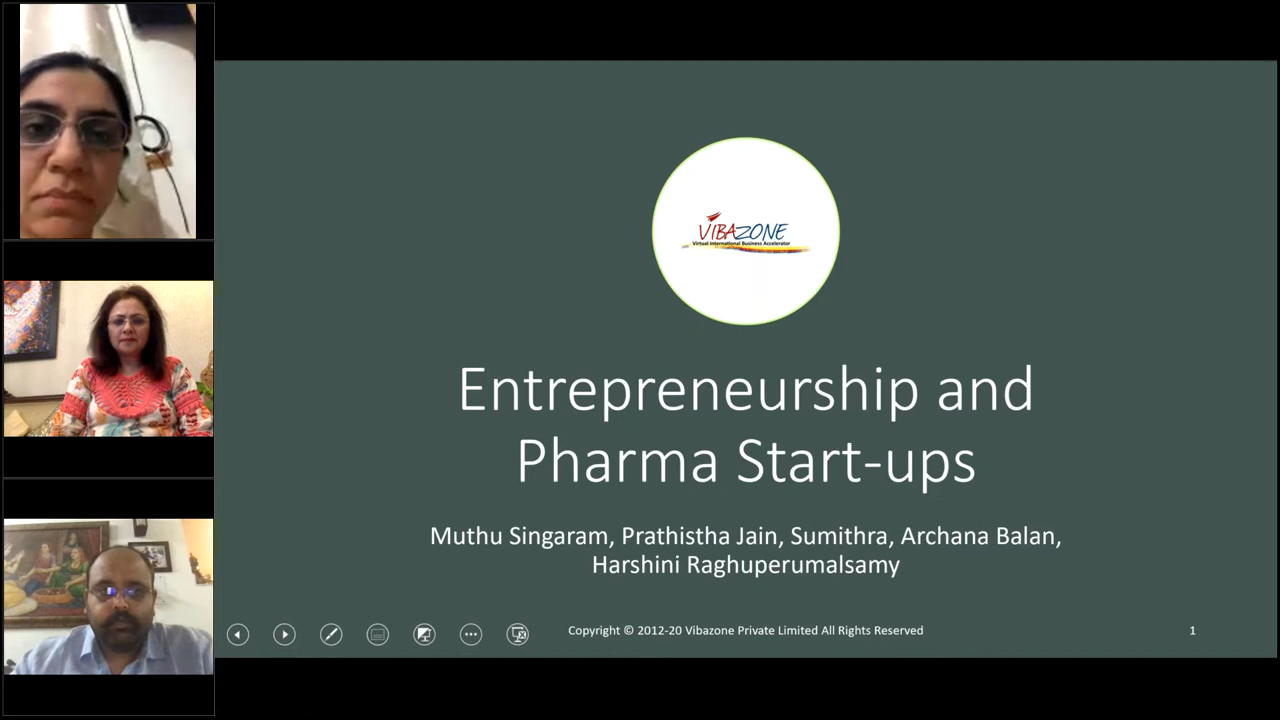 VIBAZONE
Virtual International Business Accelerator
Entrepreneurship and
Pharma Start-ups
Muthu Singaram, Prathistha Jain, Sumithra, Archana Balan,
Harshini Raghuperumalsamy
Copyright © 2012-20 Vibazone Private Limited All Rights Reserved
1